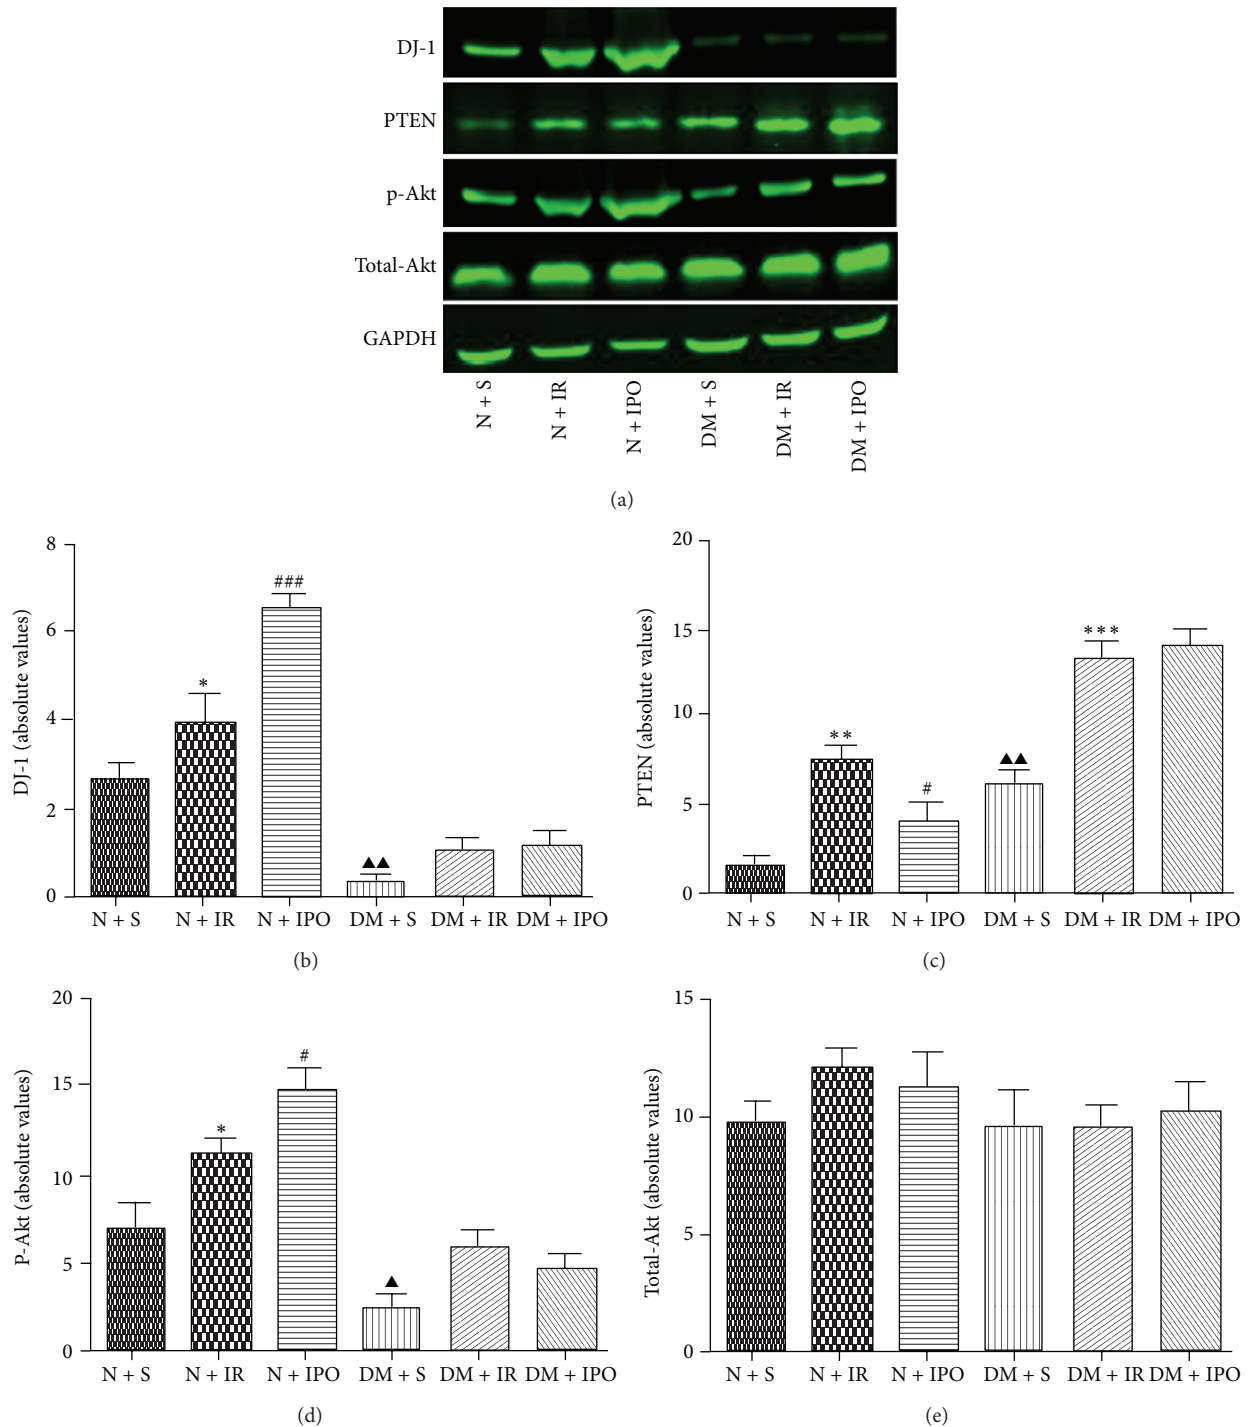 DJ-1
PTEN
p-Akt
Total-Akt
GAPDH
N + S
N + IR
N + IPO
DM + S
DM + IR
DM + IPO
(a)
8
6
4
2
0
DJ-1 (absolute values)
*
###
▲▲
N + S N + IR N + IPO DM + S DM + IR DM + IPO
(b)
20
15
10
5
0
PTEN (absolute values)
**
#
▲▲
***
N + S N + IR N + IPO DM + S DM + IR DM + IPO
(c)
20
15
10
5
0
P-Akt (absolute values)
*
#
▲
N + S N + IR N + IPO DM + S DM + IR DM + IPO
(d)
15
10
5
0
Total-Akt (absolute values)
N + S N + IR N + IPO DM + S DM + IR DM + IPO
(e)